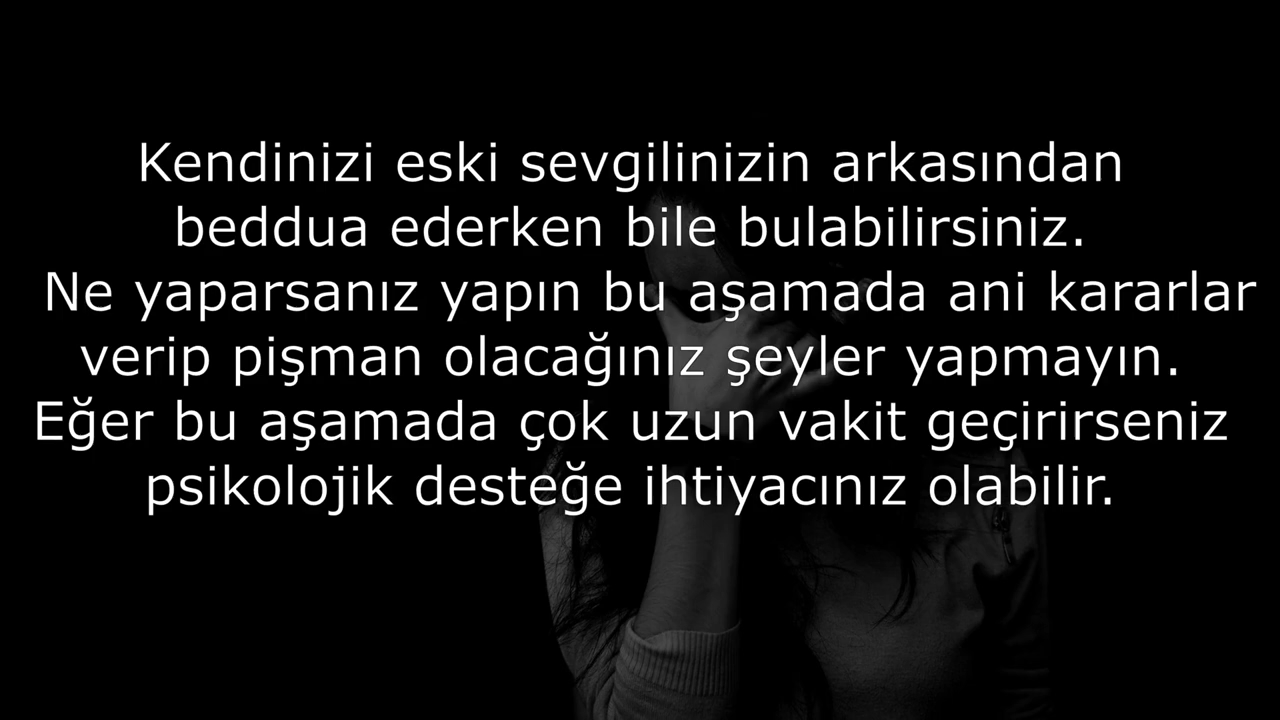 Kendinizi eski sevgilinizin arkasından
beddua ederken bile bulabilirsiniz.
Ne yaparsanız yapın bu aşamada ani kararlar
verip pişman olacağınız şeyler yapmayın.
Eğer bu aşamada çok uzun vakit geçirirseniz
psikolojik desteğe ihtiyacınız olabilir.